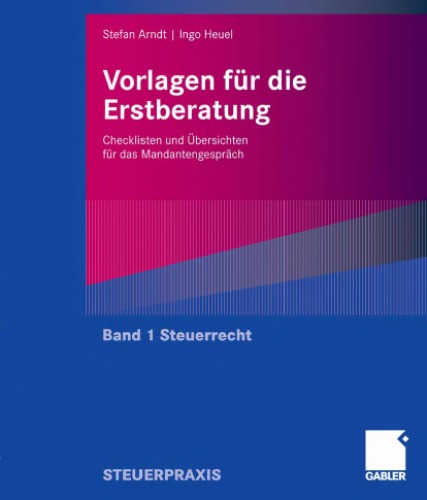 Stefan Arndt | Ingo Heuel
Vorlagen für die
Erstberatung
Checklisten und Übersichten
für das Mandantengespräch
Band 1 Steuerrecht
STEUERPRAXIS
GABLER